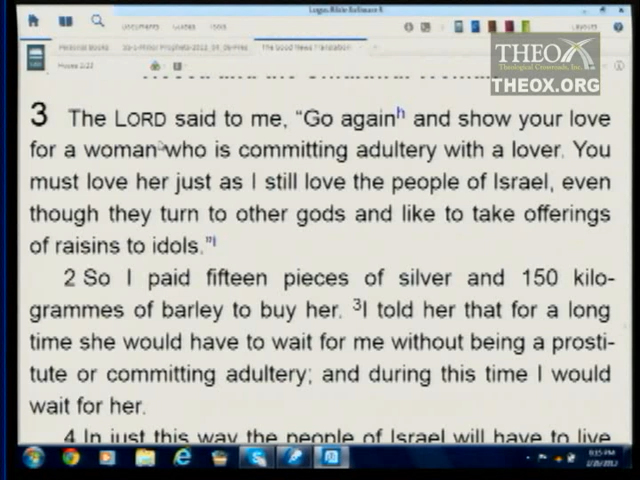 Logos Bible Software 5
Documents Guides Tools
Layouts
Personal Books
The Good News Translation
Hosea 2:23
THEOX
Theological Crossroads, Inc.
THEOX.ORG
3 The LORD said to me, “Go againʰ and show your love
for a woman who is committing adultery with a lover. You
must love her just as I still love the people of Israel, even
though they turn to other gods and like to take offerings
of raisins to idols.”ⁱ
2 So I paid fifteen pieces of silver and 150 kilo-
grammes of barley to buy her. ³I told her that for a long
time she would have to wait for me without being a prosti-
tute or committing adultery; and during this time I would
wait for her.
4 In just this way the people of Israel will have to live